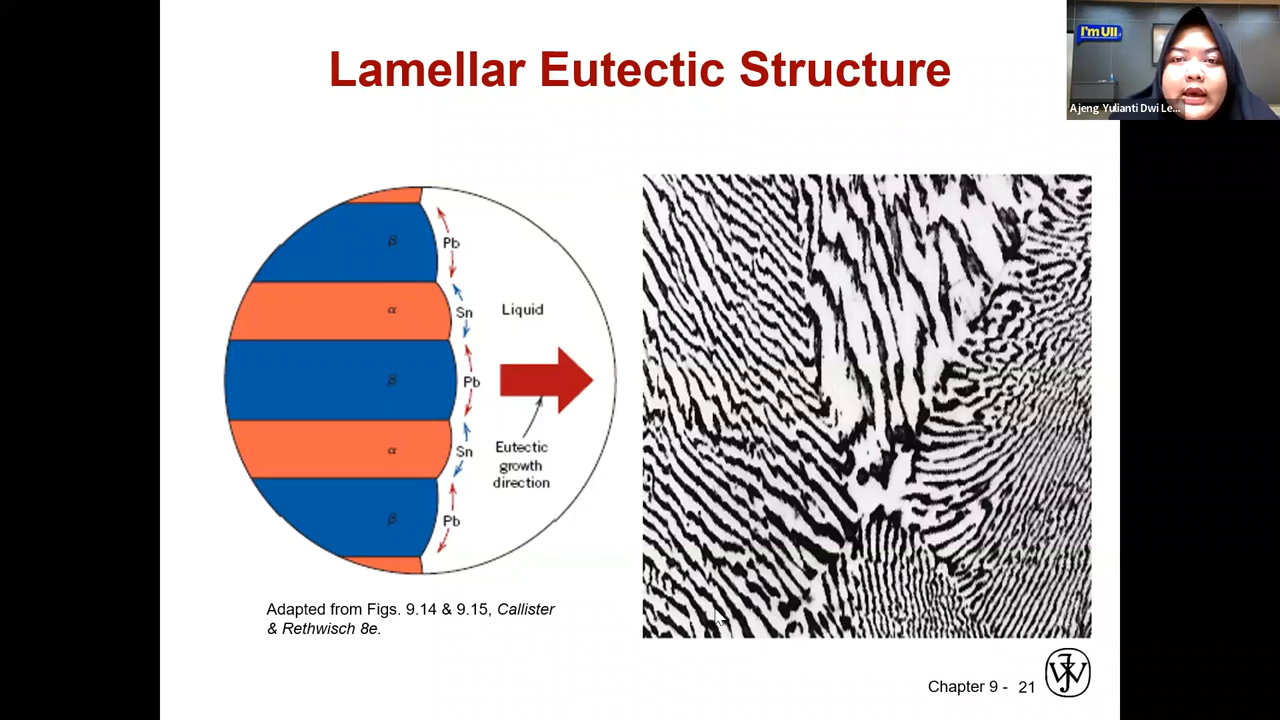 Lamellar Eutectic Structure
I'm UII
Ajeng Yulianti Dwi Le...
β
Pb
α
Sn
Liquid
β
Pb
α
Sn
Eutectic
growth
direction
β
Pb
Adapted from Figs. 9.14 & 9.15, Callister
& Rethwisch 8e.
Chapter 9 - 21